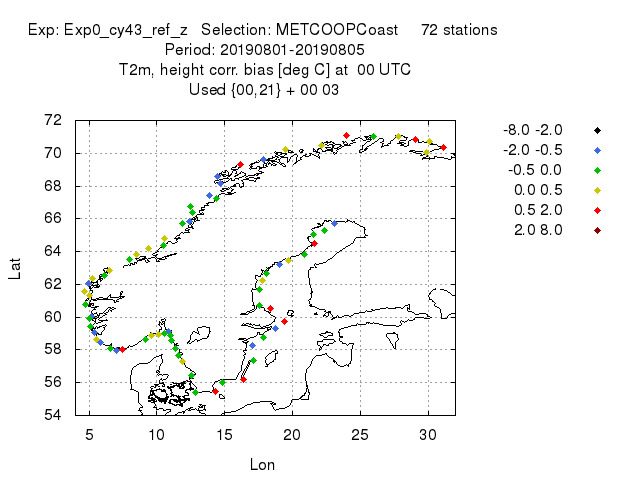 Exp: Exp0_cy43_ref_z   Selection: METCOOPCoast     72 stations
Period: 20190801-20190805
T2m, height corr. bias [deg C] at  00 UTC
Used {00,21} + 00 03
72
70
68
66
64
62
60
58
56
54
Lat
5 10 15 20 25 30
Lon
-8.0 -2.0
-2.0 -0.5
-0.5 0.0
0.0 0.5
0.5 2.0
2.0 8.0